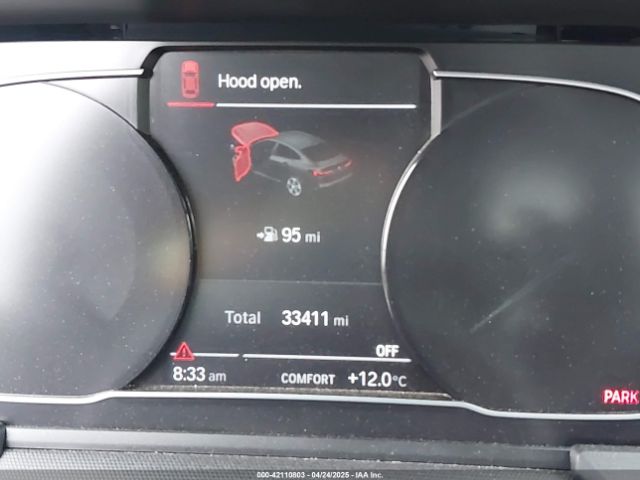 Hood open.
95 mi
Total 33411 mi
OFF
8:33 am COMFORT +12.0°C
PARK
000-42110803 - 04/24/2025 - IAA Inc.